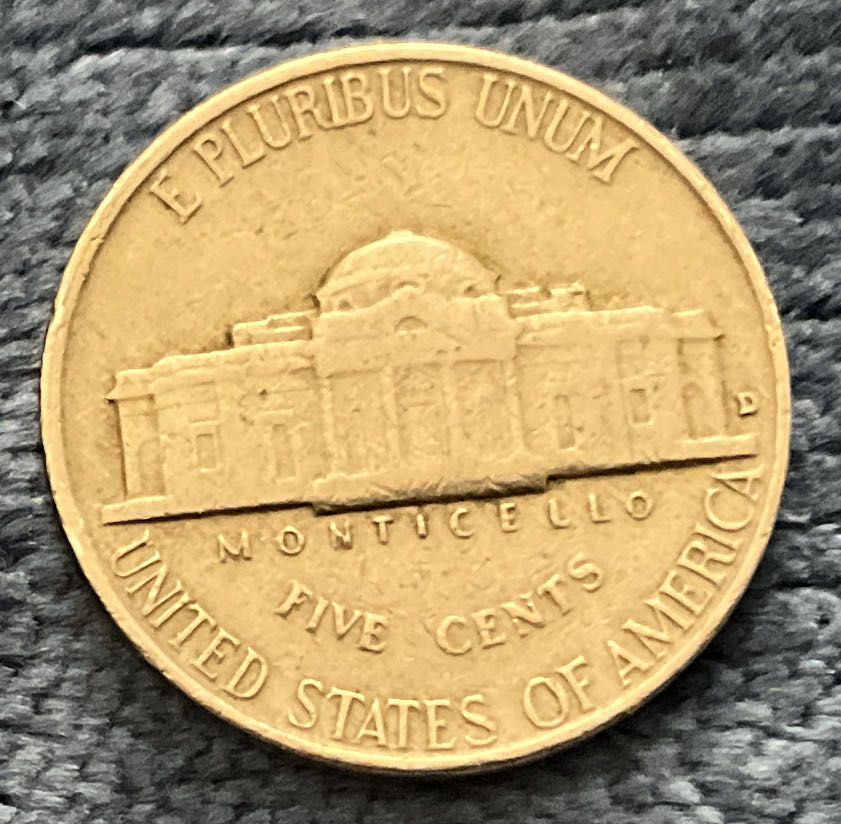 E PLURIBUS UNUM
D
MONTICELLO
FIVE CENTS
UNITED STATES OF AMERICA